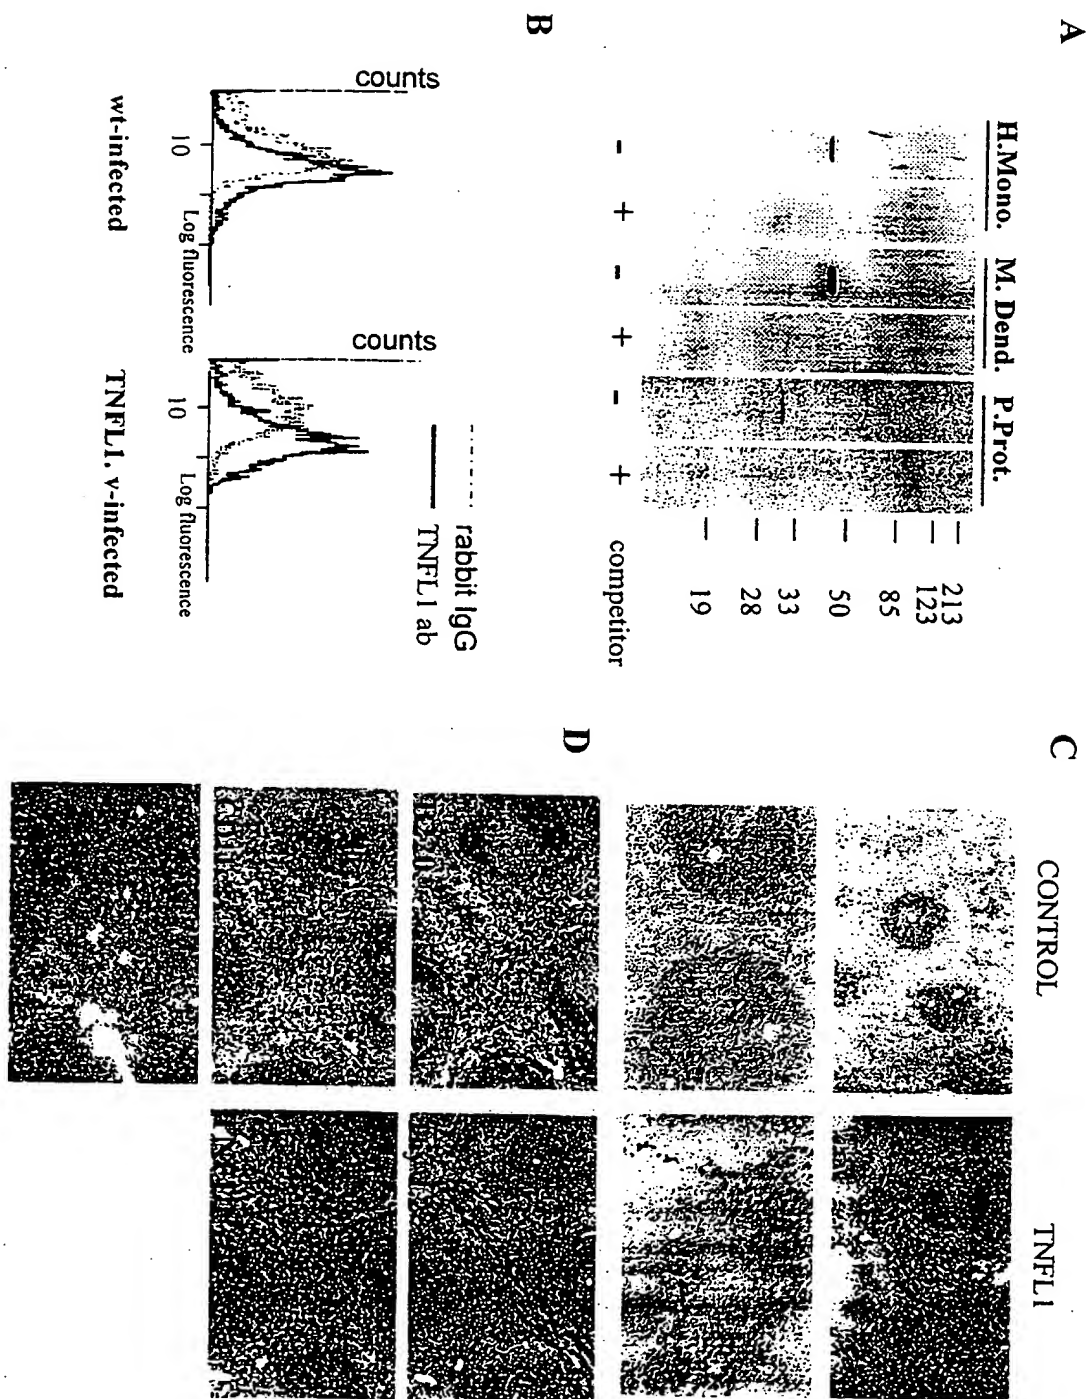 A
H.Mono. M. Dend. P.Prot.
213
123
85
50
33
28
19
- + - + - + competitor
B
rabbit IgG
TNFL1 ab
counts
10
Log fluorescence
wt-infected
counts
10
Log fluorescence
TNFL1. v-infected
C
CONTROL TNFL1
D